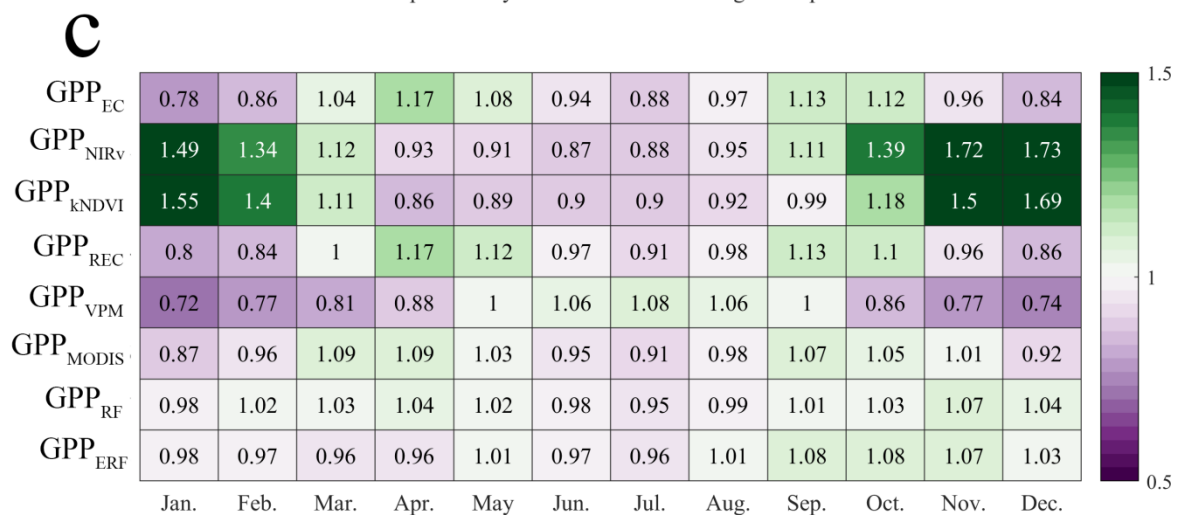 c
GPP_EC 0.78 0.86 1.04 1.17 1.08 0.94 0.88 0.97 1.13 1.12 0.96 0.84
GPP_NIRv 1.49 1.34 1.12 0.93 0.91 0.87 0.88 0.95 1.11 1.39 1.72 1.73
GPP_kNDVI 1.55 1.4 1.11 0.86 0.89 0.9 0.9 0.92 0.99 1.18 1.5 1.69
GPP_REC 0.8 0.84 1 1.17 1.12 0.97 0.91 0.98 1.13 1.1 0.96 0.86
GPP_VPM 0.72 0.77 0.81 0.88 1 1.06 1.08 1.06 1 0.86 0.77 0.74
GPP_MODIS 0.87 0.96 1.09 1.09 1.03 0.95 0.91 0.98 1.07 1.05 1.01 0.92
GPP_RF 0.98 1.02 1.03 1.04 1.02 0.98 0.95 0.99 1.01 1.03 1.07 1.04
GPP_ERF 0.98 0.97 0.96 0.96 1.01 0.97 0.96 1.01 1.08 1.08 1.07 1.03
Jan. Feb. Mar. Apr. May Jun. Jul. Aug. Sep. Oct. Nov. Dec.
1.5
1
0.5